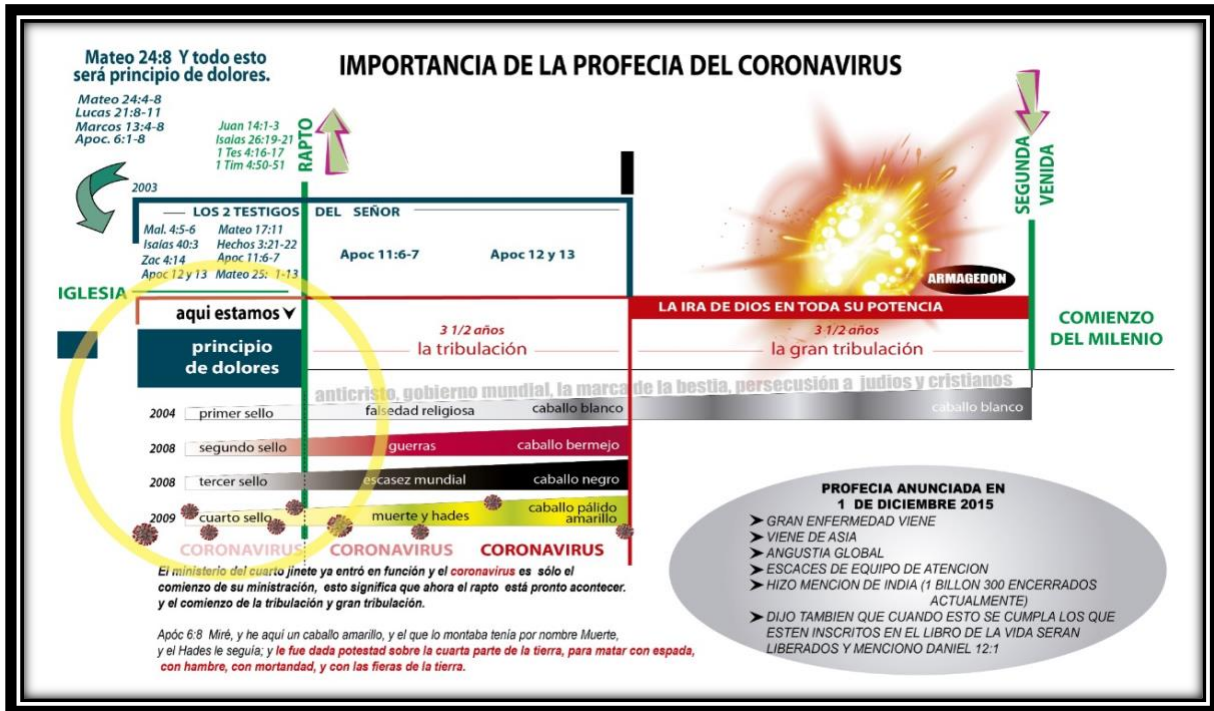 Mateo 24:8 Y todo esto
será principio de dolores.
IMPORTANCIA DE LA PROFECIA DEL CORONAVIRUS
Mateo 24:4-8
Lucas 21:8-11
Marcos 13:4-8
Apoc. 6:1-8
Juan 14:1-3
Isaías 26:19-21
1 Tes 4:16-17
1 Tim 4:50-51
RAPTO
SEGUNDA
VENIDA
2003
LOS 2 TESTIGOS DEL SEÑOR
Mal. 4:5-6 Mateo 17:11
Isaías 40:3 Hechos 3:21-22
Zac 4:14 Apoc 11:6-7
Apoc 12 y 13 Mateo 25: 1-13
Apoc 11:6-7 Apoc 12 y 13
ARMAGEDON
IGLESIA
aqui estamos
LA IRA DE DIOS EN TODA SU POTENCIA
principio
de dolores
3 1/2 años
la tribulación
3 1/2 años
la gran tribulación
COMIENZO
DEL MILENIO
anticristo, gobierno mundial, la marca de la bestia, persecusión a judios y cristianos
2004 primer sello falsedad religiosa caballo blanco caballo blanco
2008 segundo sello guerras caballo bermejo
2008 tercer sello escasez mundial caballo negro
2009 cuarto sello muerte y hades caballo pálido
amarillo
CORONAVIRUS CORONAVIRUS CORONAVIRUS
El ministerio del cuarto jinete ya entró en función y el coronavirus es sólo el
comienzo de su ministración, esto significa que ahora el rapto está pronto acontecer.
y el comienzo de la tribulación y gran tribulación.
Apóc 6:8 Miré, y he aquí un caballo amarillo, y el que lo montaba tenía por nombre Muerte,
y el Hades le seguía; y le fue dada potestad sobre la cuarta parte de la tierra, para matar con espada,
con hambre, con mortandad, y con las fieras de la tierra.
PROFECIA ANUNCIADA EN
1 DE DICIEMBRE 2015
➤ GRAN ENFERMEDAD VIENE
➤ VIENE DE ASIA
➤ ANGUSTIA GLOBAL
➤ ESCACES DE EQUIPO DE ATENCION
➤ HIZO MENCION DE INDIA (1 BILLON 300 ENCERRADOS
ACTUALMENTE)
➤ DIJO TAMBIEN QUE CUANDO ESTO SE CUMPLA LOS QUE
ESTEN INSCRITOS EN EL LIBRO DE LA VIDA SERAN
LIBERADOS Y MENCIONO DANIEL 12:1